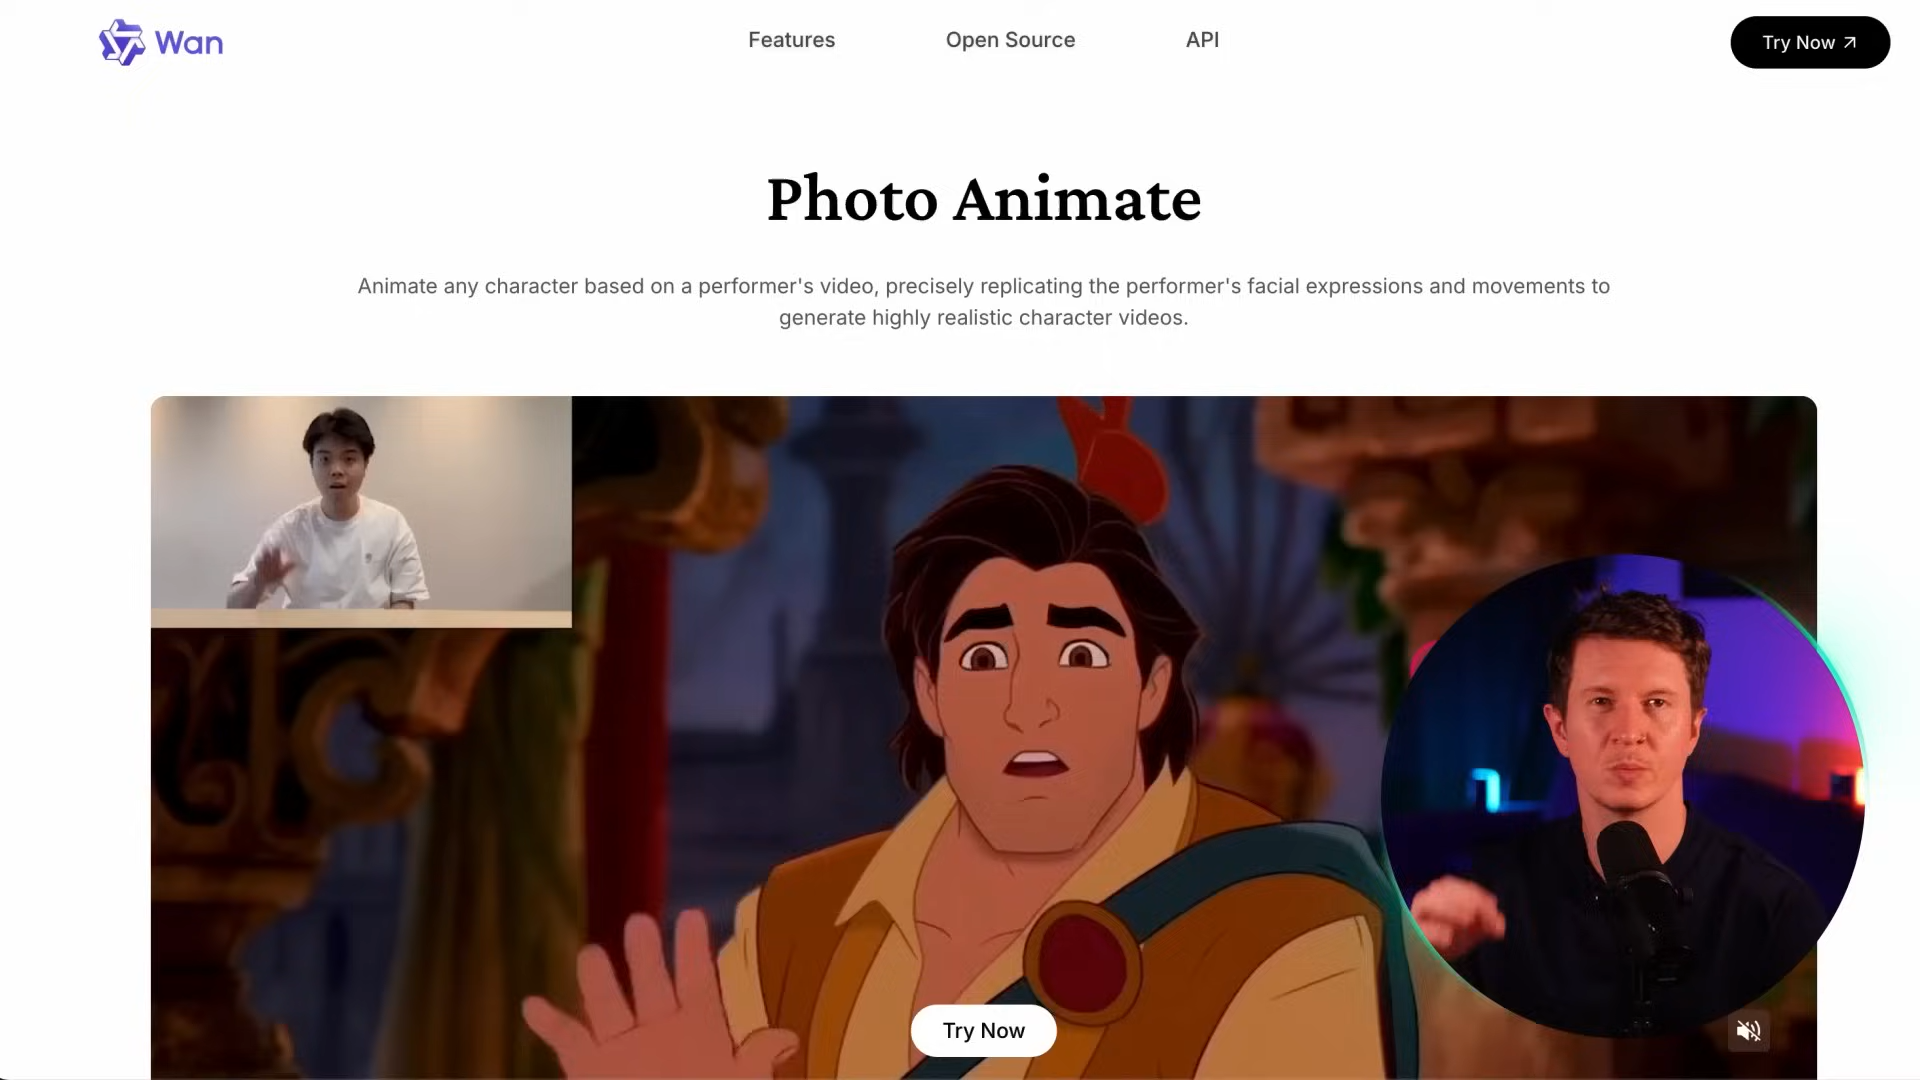 Wan
Features
Open Source
API
Try Now
Photo Animate
Animate any character based on a performer's video, precisely replicating the performer's facial expressions and movements to
generate highly realistic character videos.
Try Now